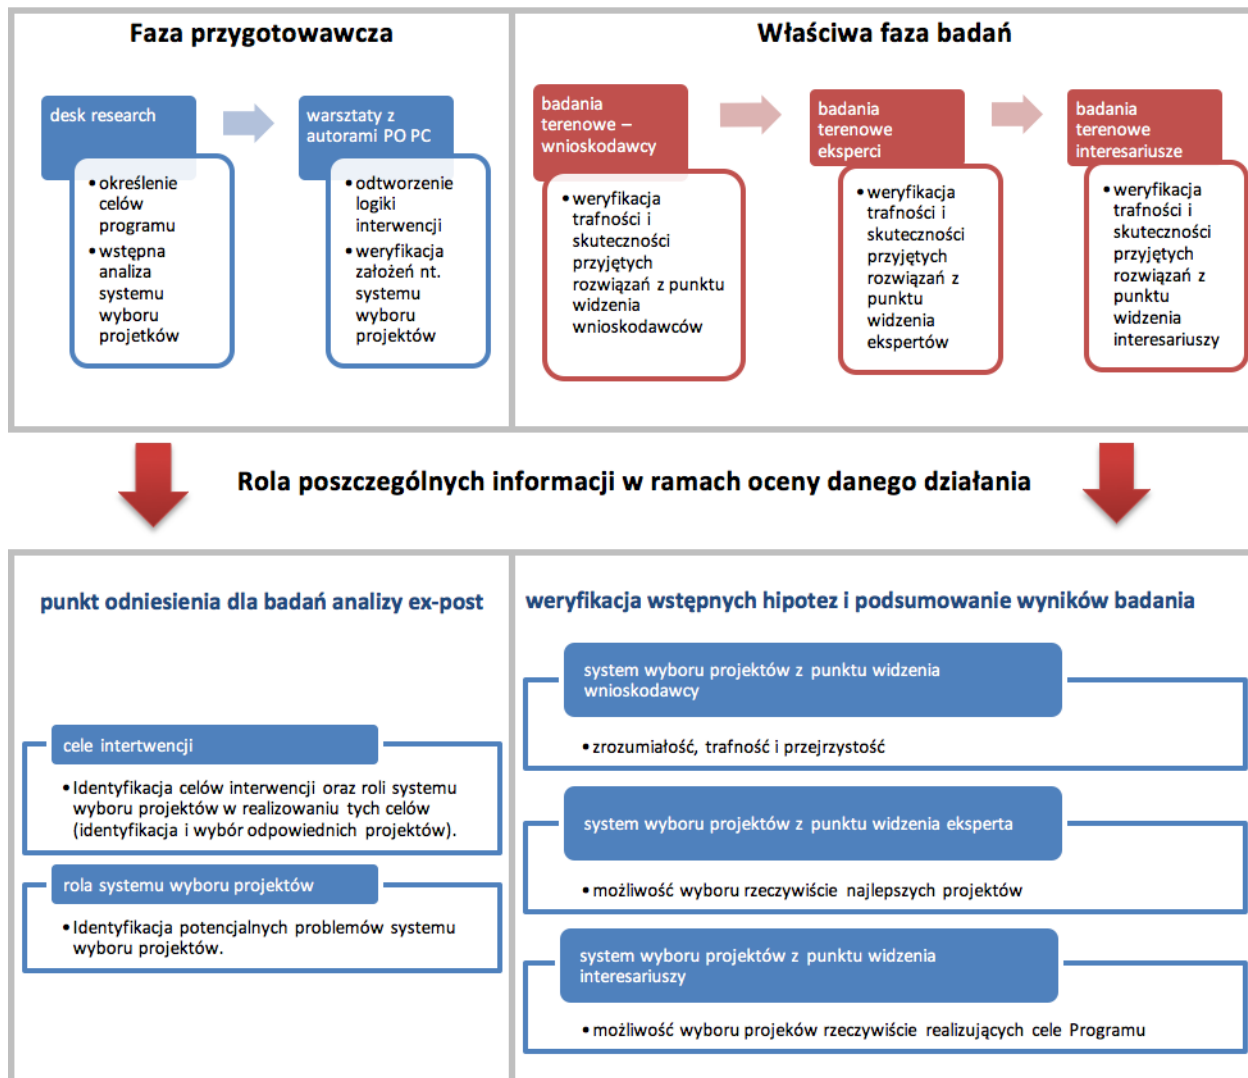 Faza przygotowawcza
desk research
• określenie
celów
programu
• wstępna
analiza
systemu
wyboru
projetków
warsztaty z
autorami PO PC
• odtworzenie
logiki
interwencji
• weryfikacja
założeń nt.
systemu
wyboru
projektów
Właściwa faza badań
badania
terenowe –
wnioskodawcy
• weryfikacja
trafności i
skuteczności
przyjętych
rozwiązań z punktu
widzenia
wnioskodawców
badania
terenowe
eksperci
• weryfikacja
trafności i
skuteczności
przyjętych
rozwiązań z
punktu
widzenia
ekspertów
badania
terenowe
interesariusze
• weryfikacja
trafności i
skuteczności
przyjętych
rozwiązań z
punktu
widzenia
interesariuszy
Rola poszczególnych informacji w ramach oceny danego działania
punkt odniesienia dla badań analizy ex-post
cele intertwencji
• Identyfikacja celów interwencji oraz roli systemu
wyboru projektów w realizowaniu tych celów
(identyfikacja i wybór odpowiednich projektów).
rola systemu wyboru projektów
• Identyfikacja potencjalnych problemów systemu
wyboru projektów.
weryfikacja wstępnych hipotez i podsumowanie wyników badania
system wyboru projektów z punktu widzenia
wnioskodawcy
• zrozumiałość, trafność i przejrzystość
system wyboru projektów z punktu widzenia eksperta
• możliwość wyboru rzeczywiście najlepszych projektów
system wyboru projektów z punktu widzenia
interesariuszy
• możliwość wyboru projeków rzeczywiście realizujących cele Programu